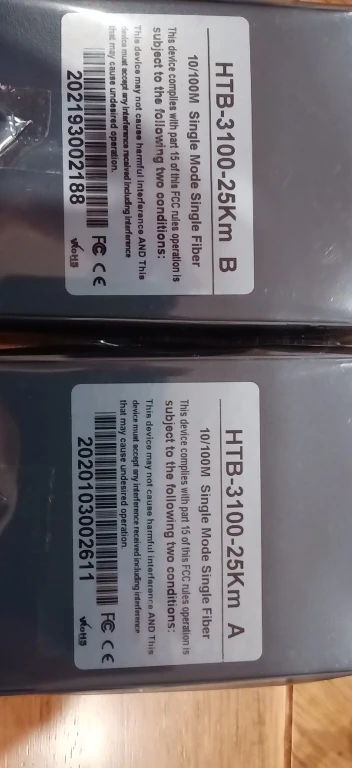 HTB-3100-25Km B
10/100M Single Mode Single Fiber
This device complies with part 15 of this FCC rules operation is
subject to the following two conditions:
This device may not cause harmful interference AND This
device must accept any interference received including interference
that may cause undesired operation.
202193002188
FC CE
RoHS
HTB-3100-25Km A
10/100M Single Mode Single Fiber
This device complies with part 15 of this FCC rules operation is
subject to the following two conditions:
This device may not cause harmful interference AND This
device must accept any interference received including interference
that may cause undesired operation.
2020103002611
FC CE
RoHS